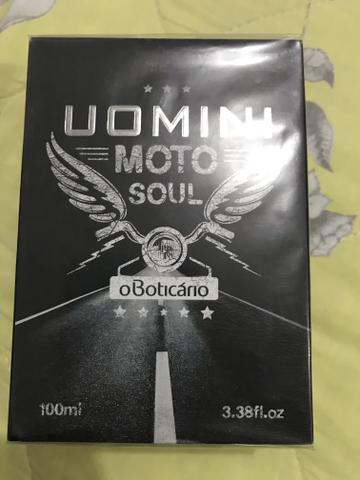 UOMINI
MOTO
SOUL
oBoticário
100ml
3.38fl.oz